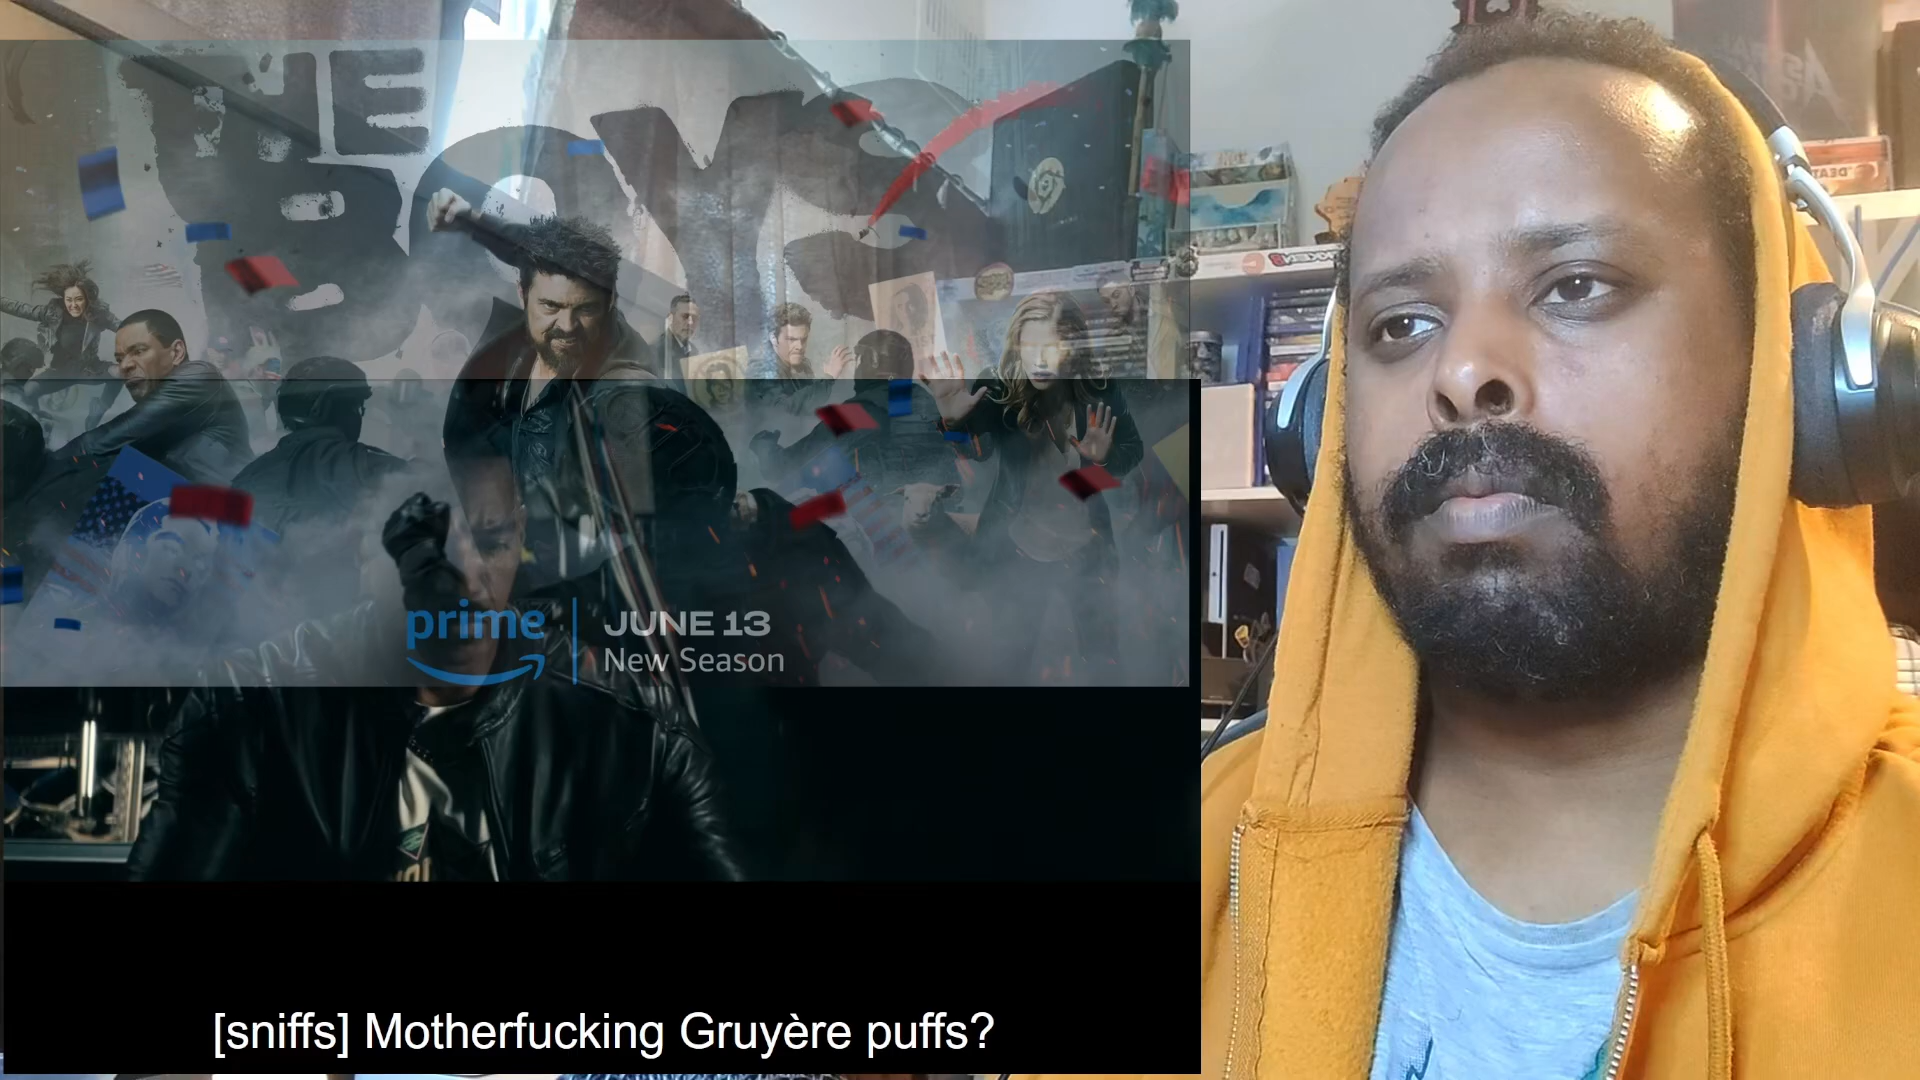 THE
BOYS
prime
JUNE 13
New Season
[sniffs] Motherfucking Gruyère puffs?